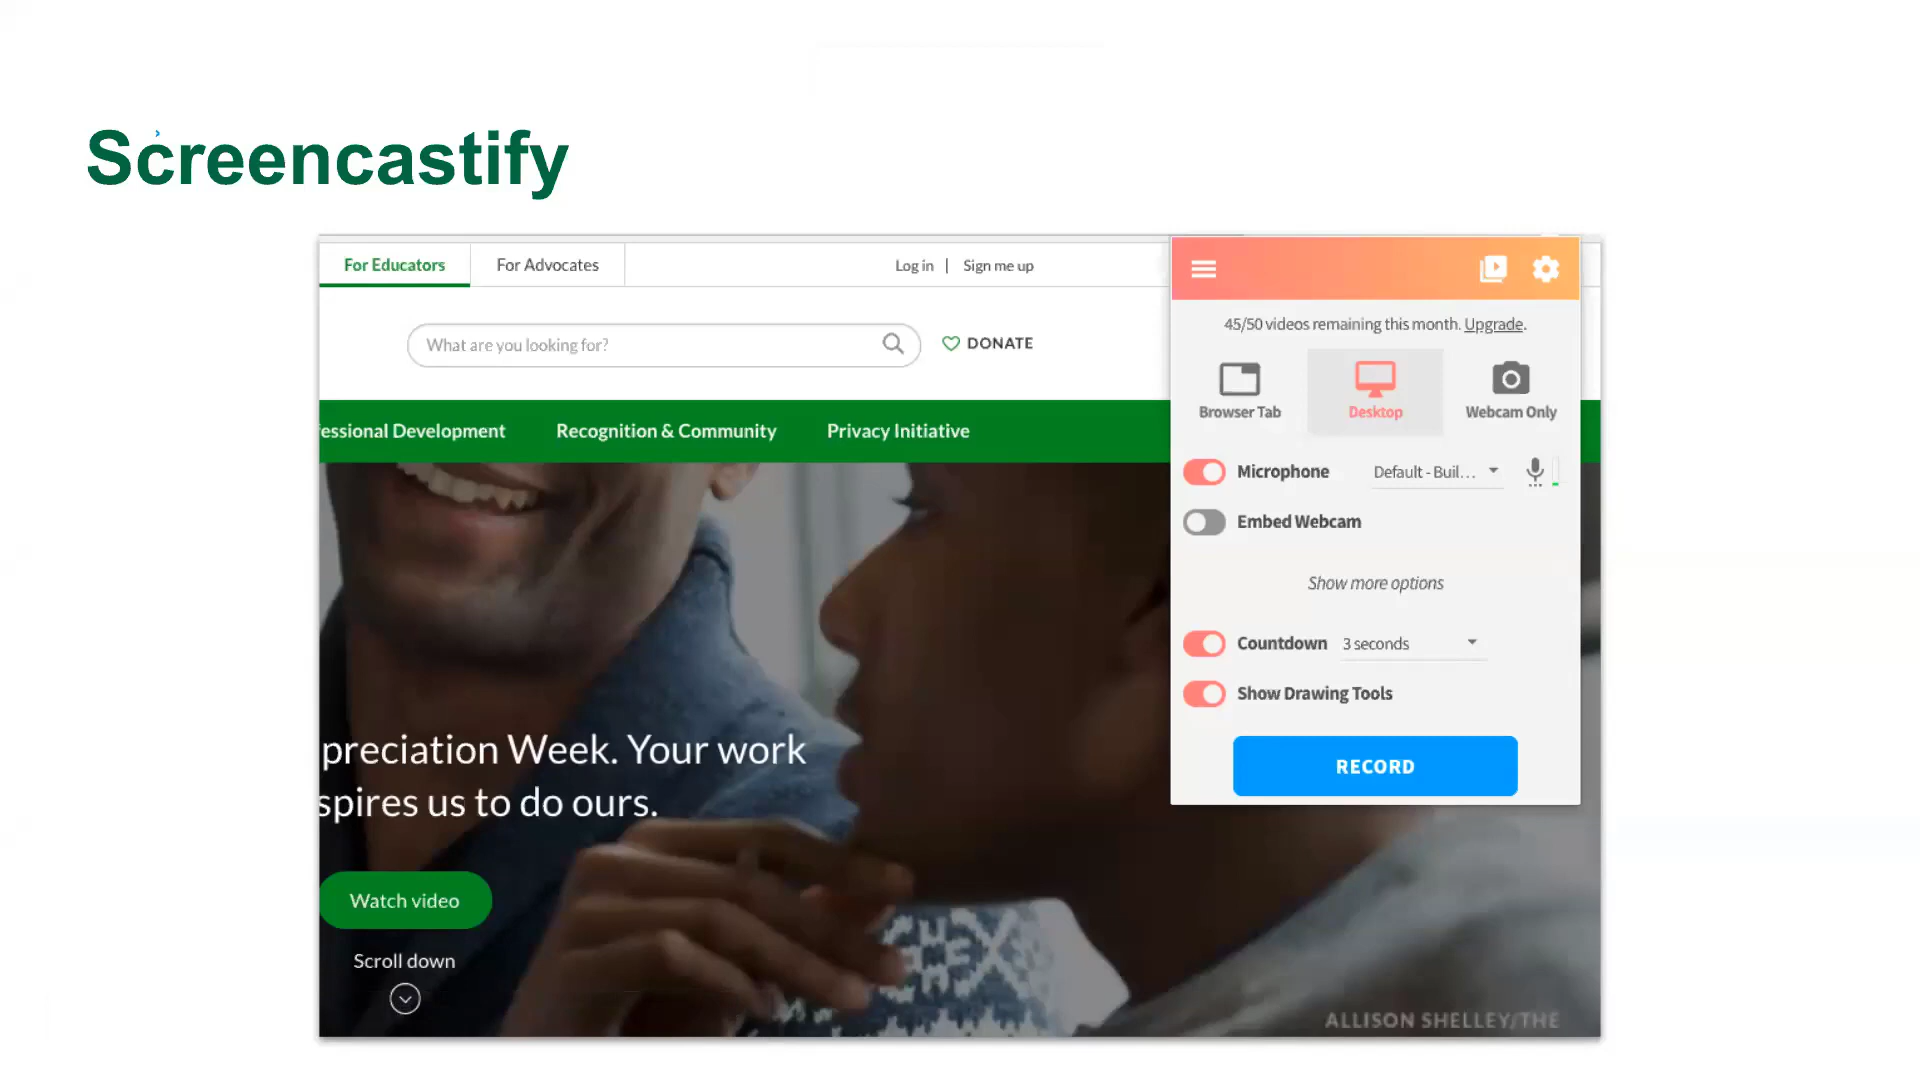 Screencastify
For Educators
For Advocates
Log in | Sign me up
What are you looking for?
DONATE
essional Development
Recognition & Community
Privacy Initiative
preciation Week. Your work
spires us to do ours.
Watch video
Scroll down
ALLISON SHELLEY/THE
45/50 videos remaining this month. Upgrade.
Browser Tab
Desktop
Webcam Only
Microphone
Default - Buil...
Embed Webcam
Show more options
Countdown
3 seconds
Show Drawing Tools
RECORD